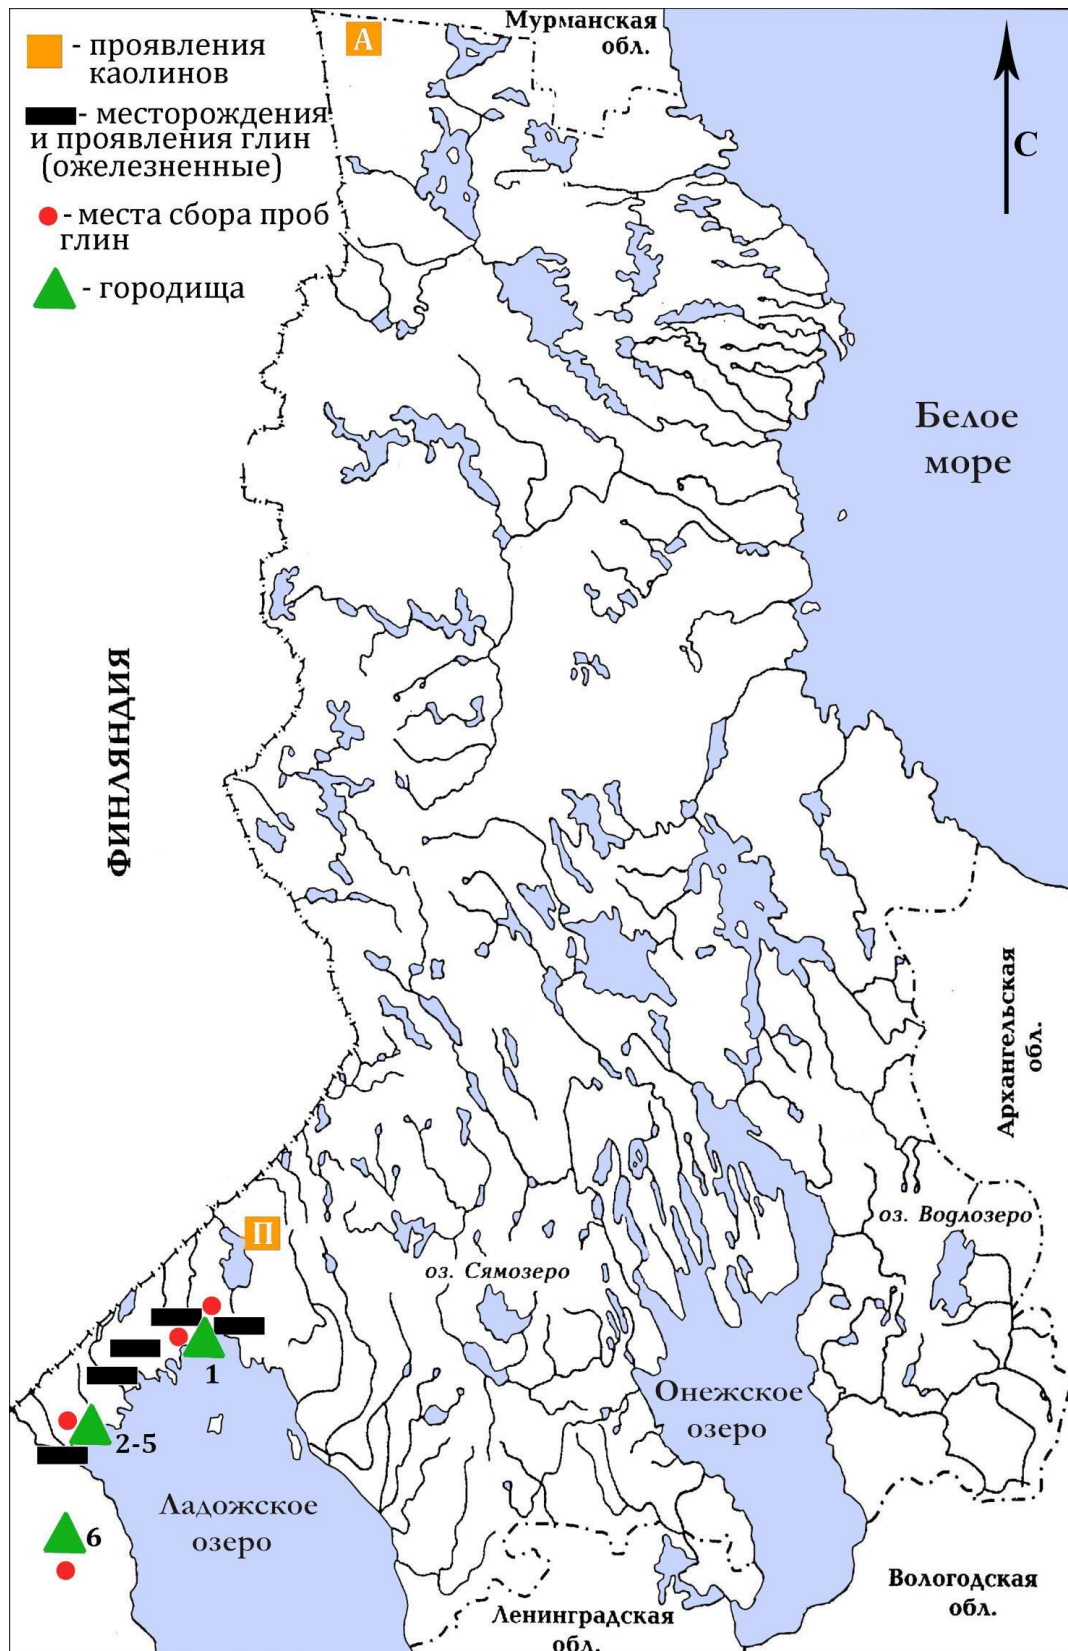 - проявления
каолинов
- месторождения
и проявления глин
(ожелезненные)
- места сбора проб
глин
- городища
А
Мурманская
обл.
С
Белое
море
ФИНЛЯНДИЯ
Архангельская
обл.
оз. Водлозеро
П
оз. Сямозеро
1
Онежское
озеро
2-5
Ладожское
озеро
6
Вологодская
обл.
Ленинградская
обл.